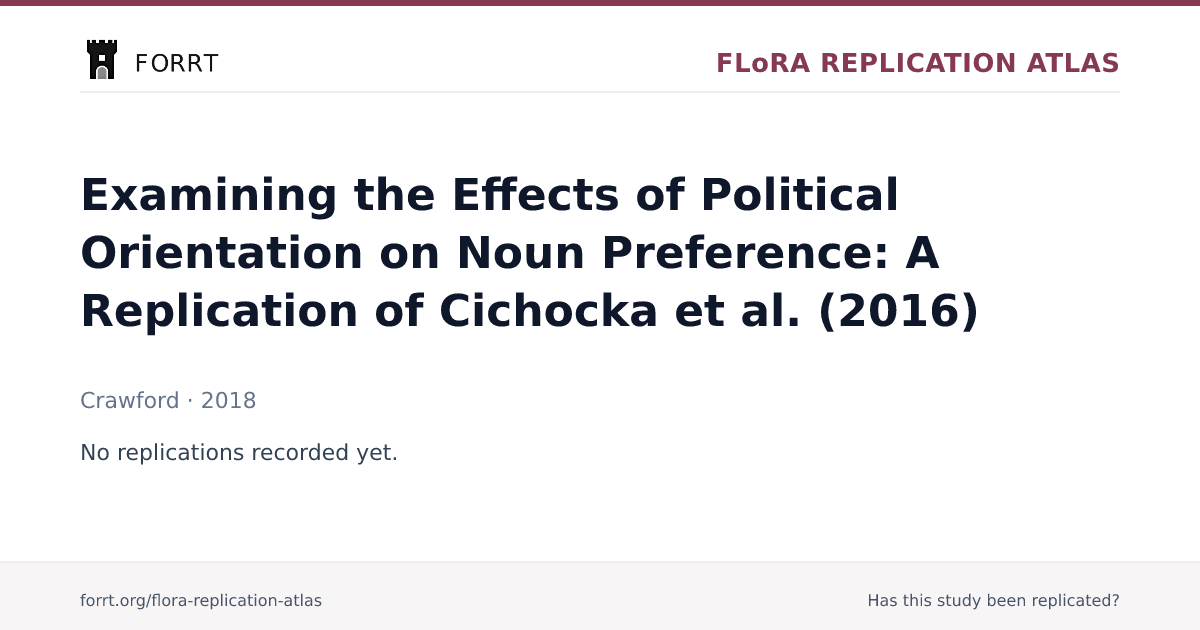 FORRT
FLoRA REPLICATION ATLAS
Examining the Effects of Political
Orientation on Noun Preference: A
Replication of Cichocka et al. (2016)
Crawford · 2018
No replications recorded yet.
forrt.org/flora-replication-atlas
Has this study been replicated?